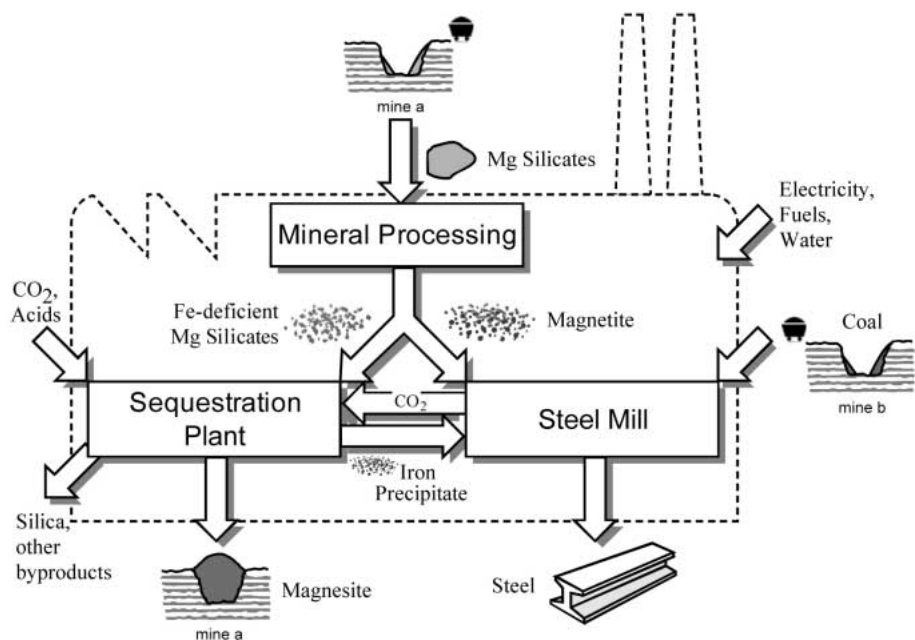 mine a
Mg Silicates
Electricity,
Fuels,
Water
Mineral Processing
CO₂,
Acids
Fe-deficient
Mg Silicates
Magnetite
Coal
mine b
Sequestration
Plant
CO₂
Steel Mill
Iron
Precipitate
Silica,
other
byproducts
Magnesite
mine a
Steel